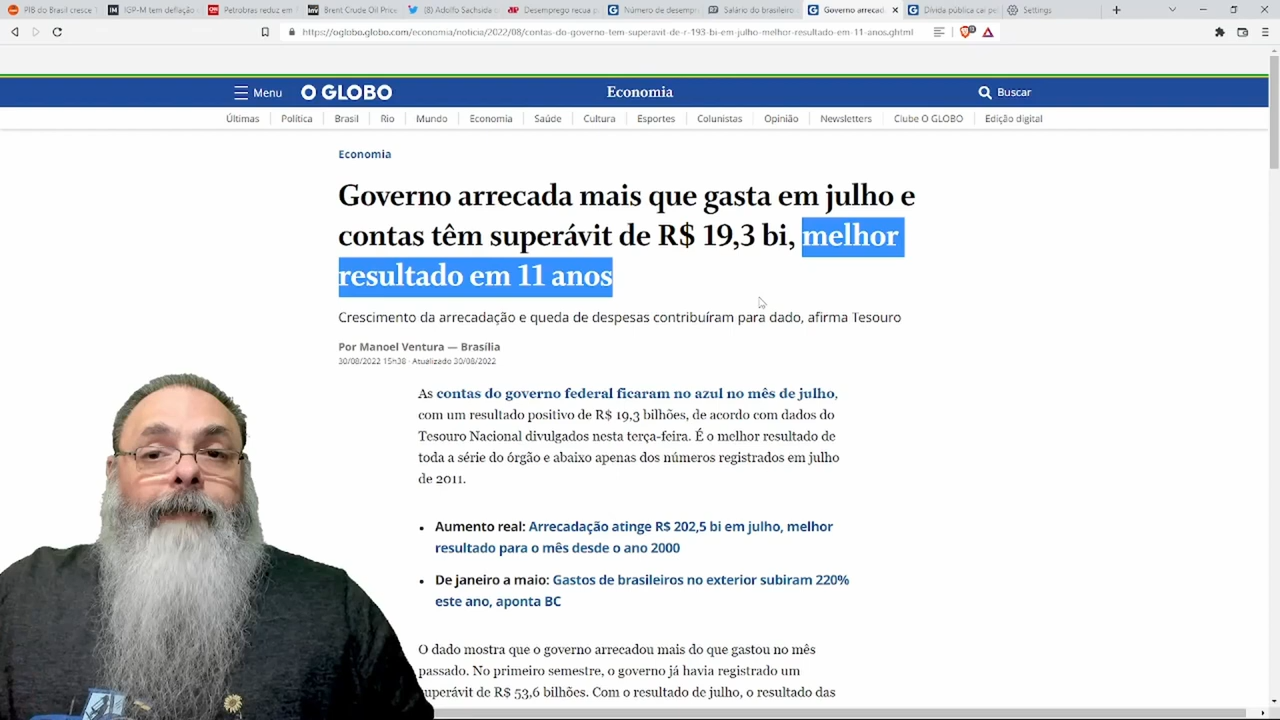 PIB do Brasil cresce
IGP-M tem deflação
Petrobras reduz em
Brent Crude Oil Price
(8) Adolfo Sachsida
Desemprego recua p
Número de desempr
Salário do brasileiro
Governo arrecad
Dívida pública cai pe
Settings
https://oglobo.globo.com/economia/noticia/2022/08/contas-do-governo-tem-superavit-de-r-193-bi-em-julho-melhor-resultado-em-11-anos.ghtml
Menu
O GLOBO
Economia
Buscar
Últimas
Política
Brasil
Rio
Mundo
Economia
Saúde
Cultura
Esportes
Colunistas
Opinião
Newsletters
Clube O GLOBO
Edição digital
Economia
Governo arrecada mais que gasta em julho e
contas têm superávit de R$ 19,3 bi, melhor
resultado em 11 anos
Crescimento da arrecadação e queda de despesas contribuíram para dado, afirma Tesouro
Por Manoel Ventura — Brasília
30/08/2022 15h38 · Atualizado 30/08/2022
As contas do governo federal ficaram no azul no mês de julho,
com um resultado positivo de R$ 19,3 bilhões, de acordo com dados do
Tesouro Nacional divulgados nesta terça-feira. É o melhor resultado de
toda a série do órgão e abaixo apenas dos números registrados em julho
de 2011.
• Aumento real: Arrecadação atinge R$ 202,5 bi em julho, melhor
resultado para o mês desde o ano 2000
• De janeiro a maio: Gastos de brasileiros no exterior subiram 220%
este ano, aponta BC
O dado mostra que o governo arrecadou mais do que gastou no mês
passado. No primeiro semestre, o governo já havia registrado um
superávit de R$ 53,6 bilhões. Com o resultado de julho, o resultado das